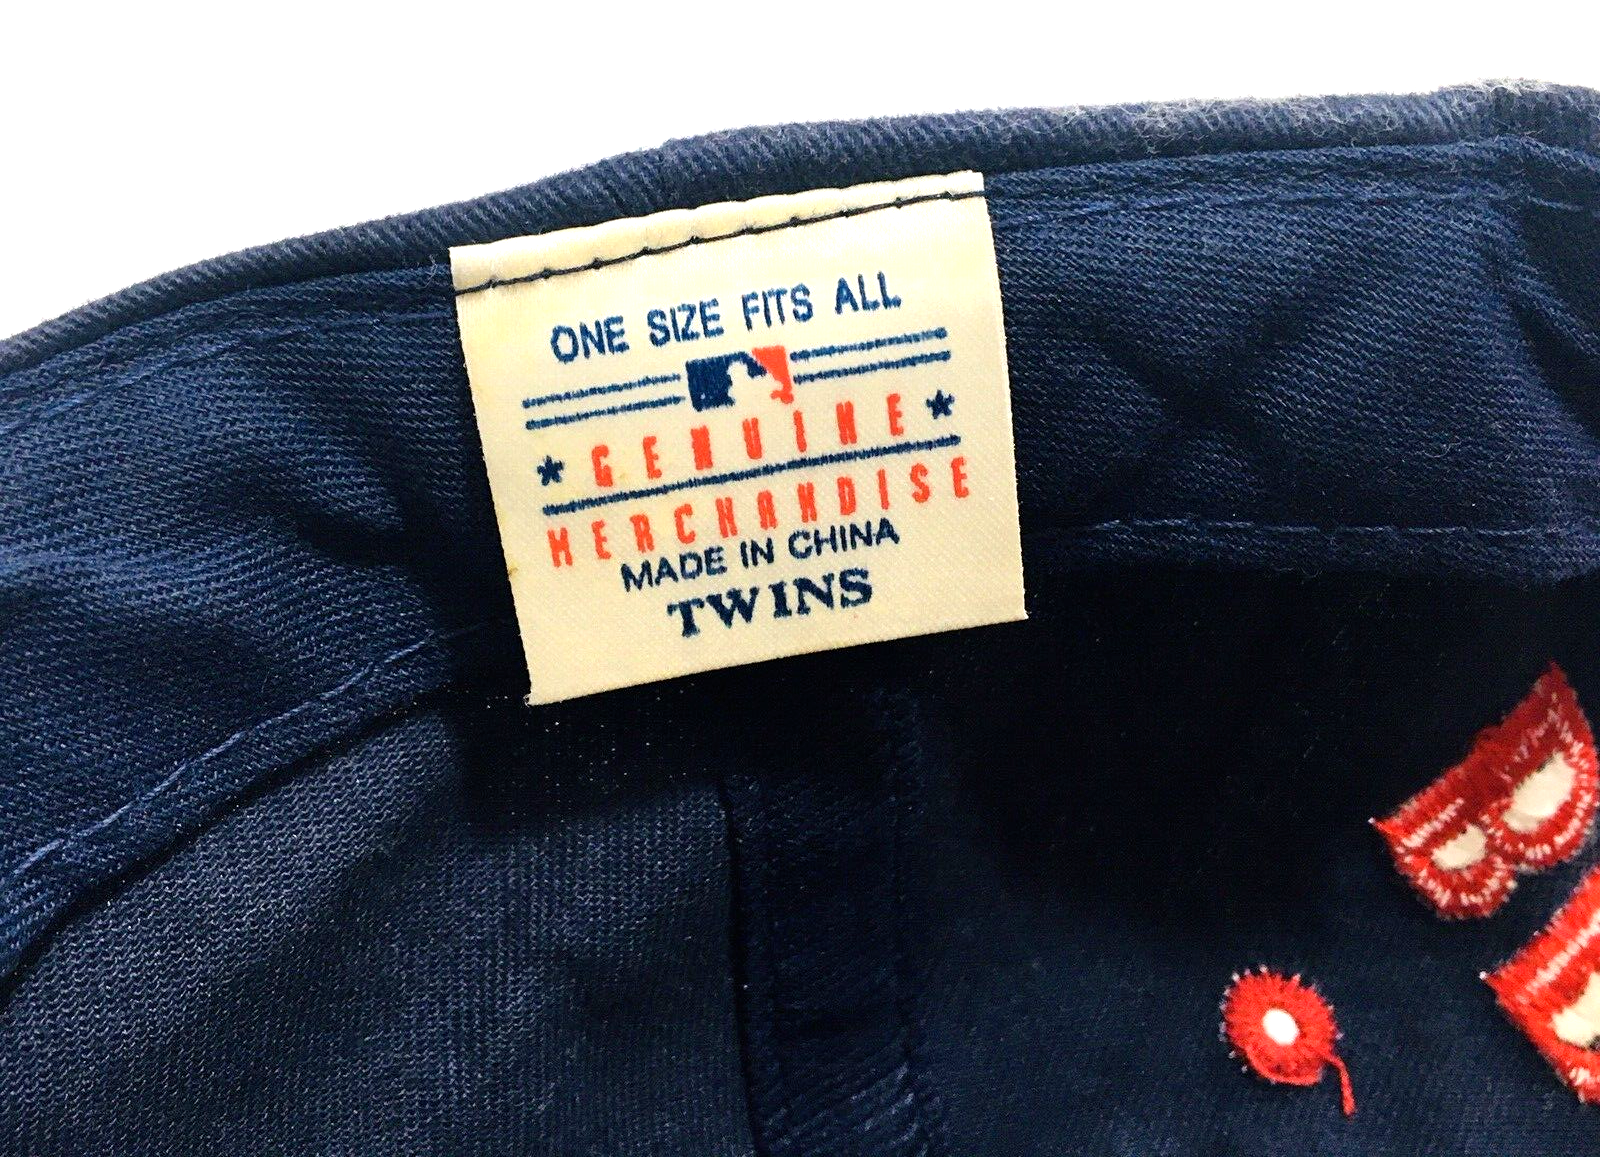 ONE SIZE FITS ALL
GENUINE
MERCHANDISE
MADE IN CHINA
TWINS